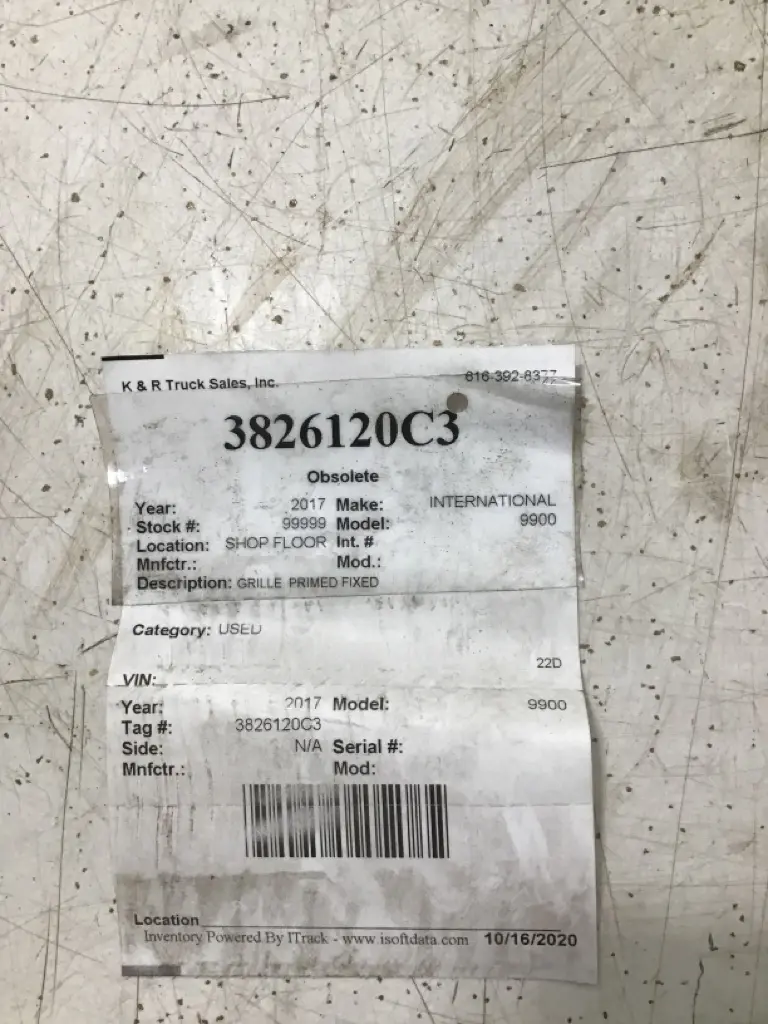 K & R Truck Sales, Inc. 616-392-8377
3826120C3
Obsolete
Year: 2017 Make: INTERNATIONAL
Stock #: 99999 Model: 9900
Location: SHOP FLOOR Int. #
Mnfctr.: Mod.:
Description: GRILLE PRIMED FIXED
Category: USED
22D
VIN:
Year: 2017 Model: 9900
Tag #: 3826120C3
Side: N/A Serial #:
Mnfctr.: Mod:
Location
Inventory Powered By ITrack - www.isoftdata.com 10/16/2020